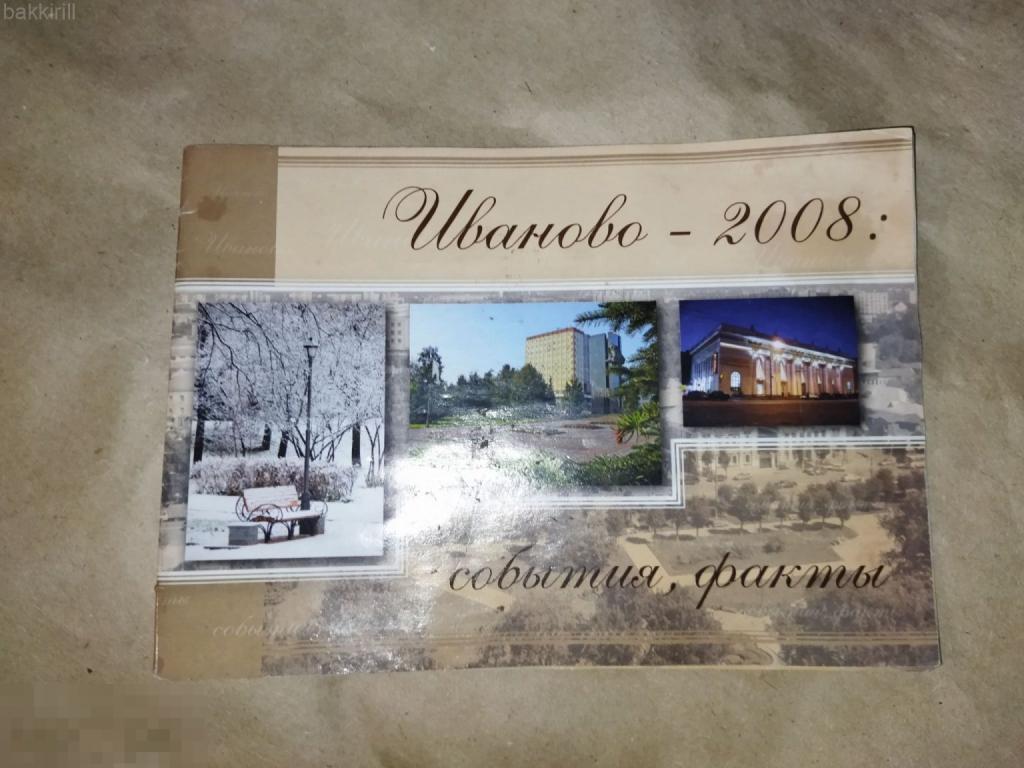 bakkirill
Иваново - 2008:
события, факты